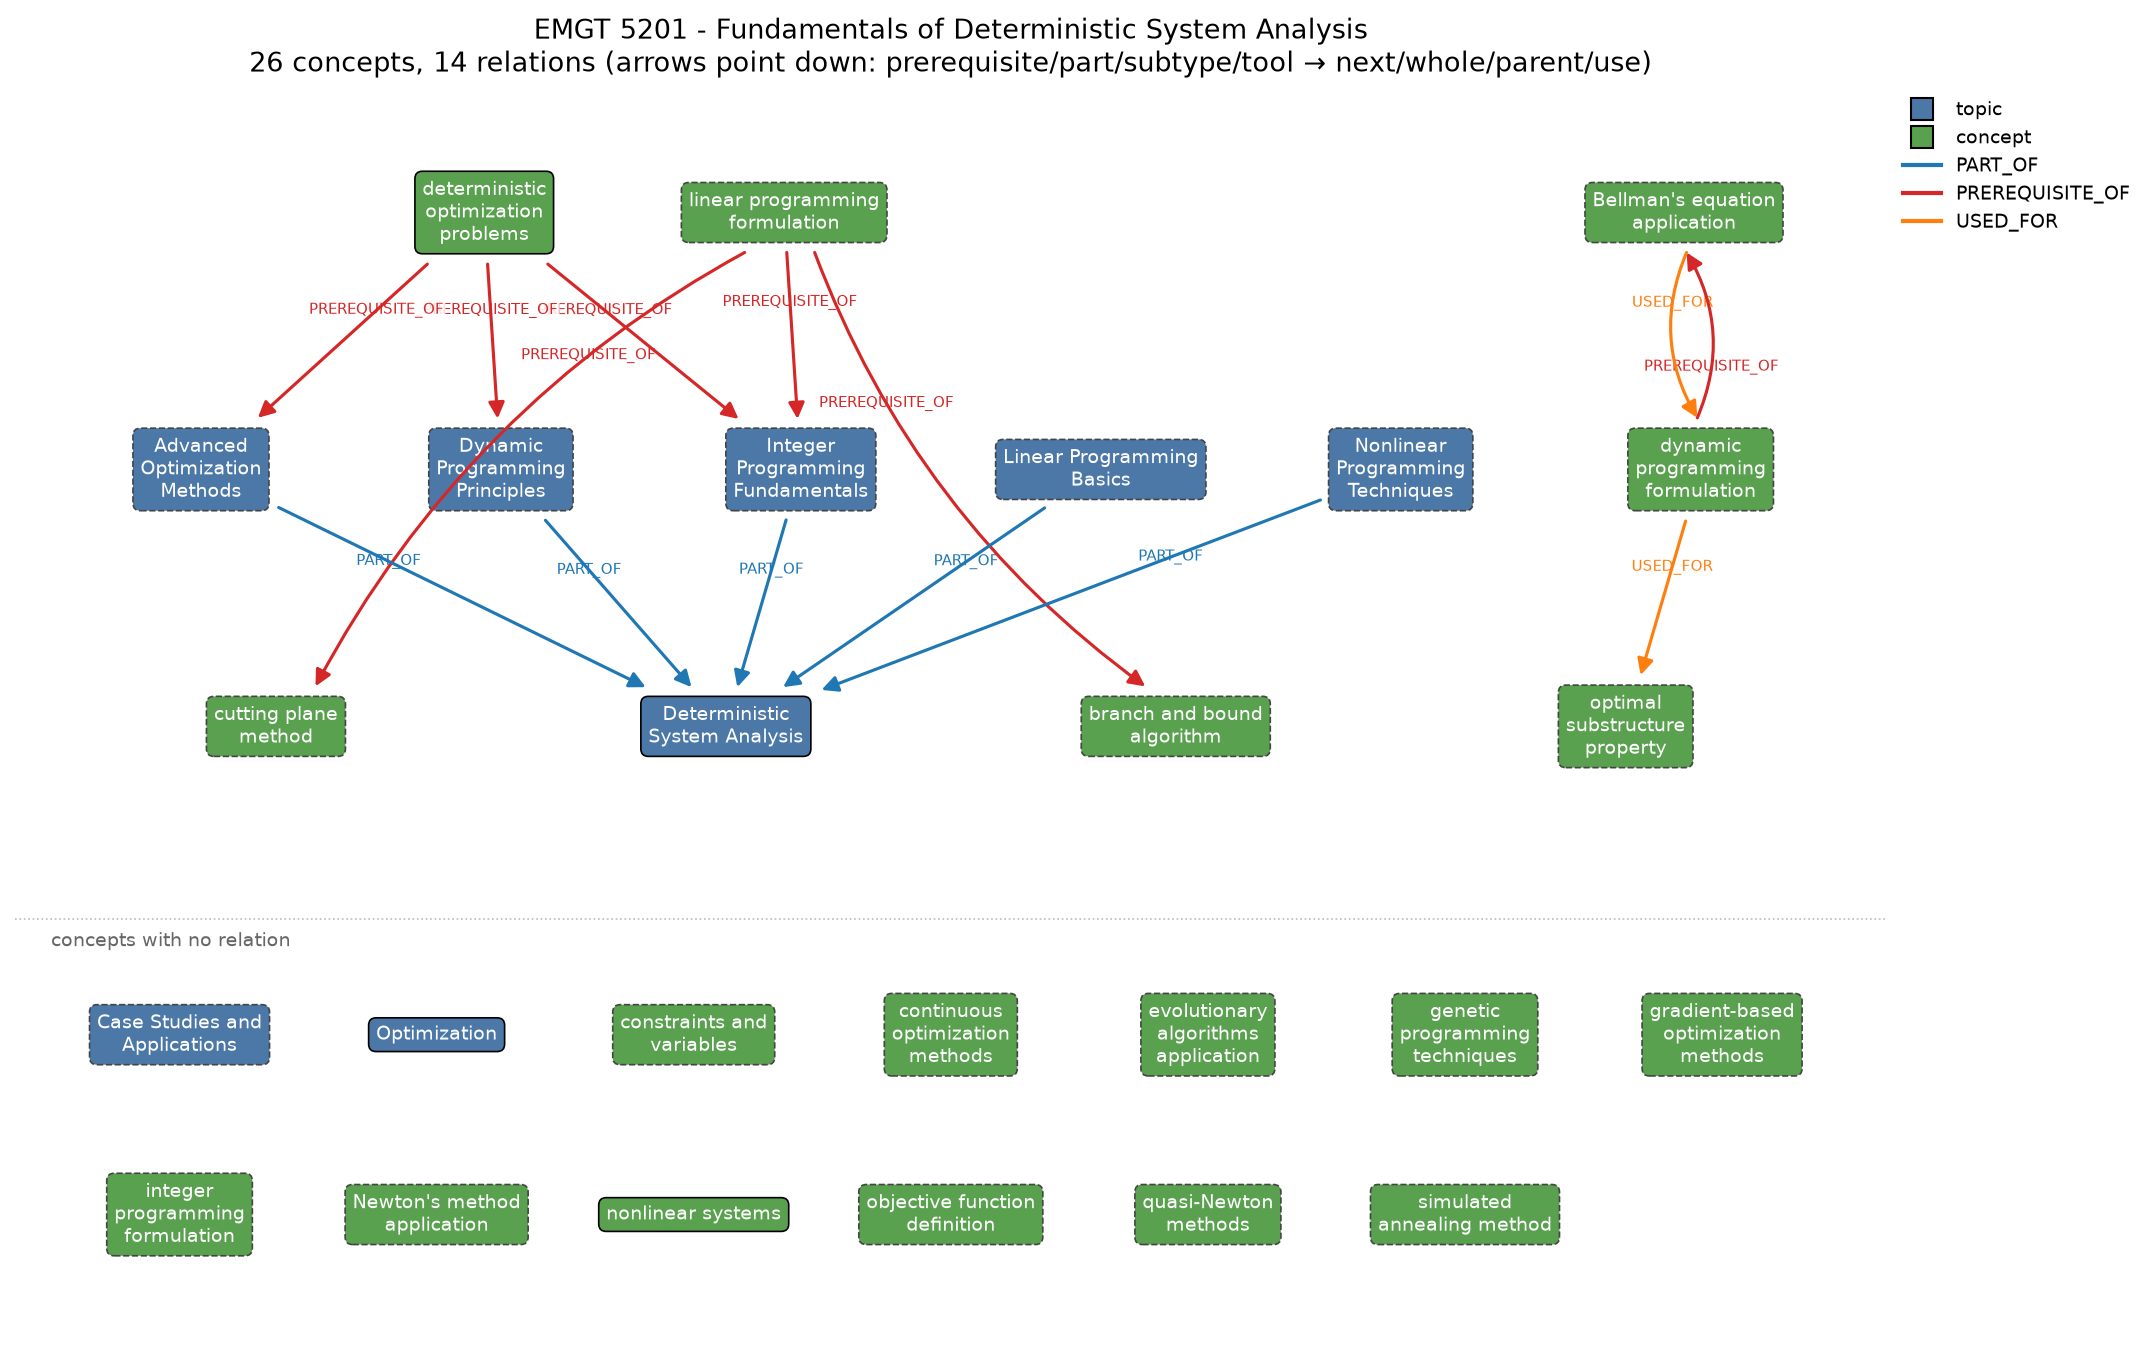 EMGT 5201 - Fundamentals of Deterministic System Analysis
26 concepts, 14 relations (arrows point down: prerequisite/part/subtype/tool → next/whole/parent/use)
topic
concept
PART_OF
PREREQUISITE_OF
USED_FOR
deterministic
optimization
problems
linear programming
formulation
Bellman's equation
application
PREREQUISITE_OF
EREQUISITE_OF
EREQUISITE_OF
PREREQUISITE_OF
USED_FOR
PREREQUISITE_OF
PREREQUISITE_OF
PREREQUISITE_OF
Advanced
Optimization
Methods
Dynamic
Programming
Principles
Integer
Programming
Fundamentals
Linear Programming
Basics
Nonlinear
Programming
Techniques
dynamic
programming
formulation
PART_OF
PART_OF
PART_OF
PART_OF
PART_OF
USED_FOR
cutting plane
method
Deterministic
System Analysis
branch and bound
algorithm
optimal
substructure
property
concepts with no relation
Case Studies and
Applications
Optimization
constraints and
variables
continuous
optimization
methods
evolutionary
algorithms
application
genetic
programming
techniques
gradient-based
optimization
methods
integer
programming
formulation
Newton's method
application
nonlinear systems
objective function
definition
quasi-Newton
methods
simulated
annealing method